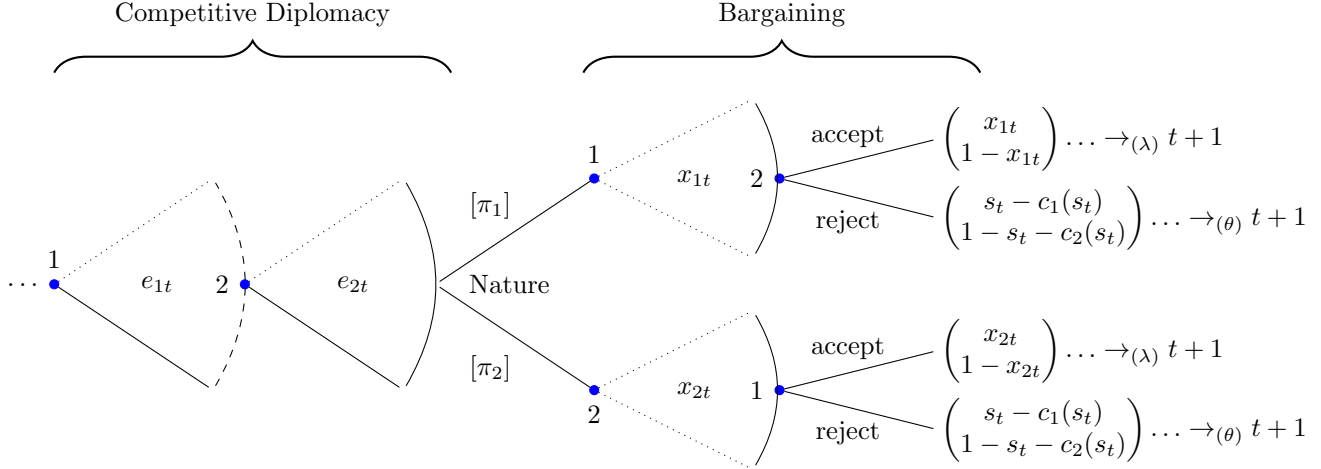 Competitive Diplomacy
Bargaining
1
e_{1t}
2
e_{2t}
Nature
[π_1]
[π_2]
1
x_{1t}
2
accept
(x_{1t}
1 − x_{1t}) … →_{(λ)} t + 1
reject
(s_t − c_1(s_t)
1 − s_t − c_2(s_t)) … →_{(θ)} t + 1
2
x_{2t}
1
accept
(x_{2t}
1 − x_{2t}) … →_{(λ)} t + 1
reject
(s_t − c_1(s_t)
1 − s_t − c_2(s_t)) … →_{(θ)} t + 1